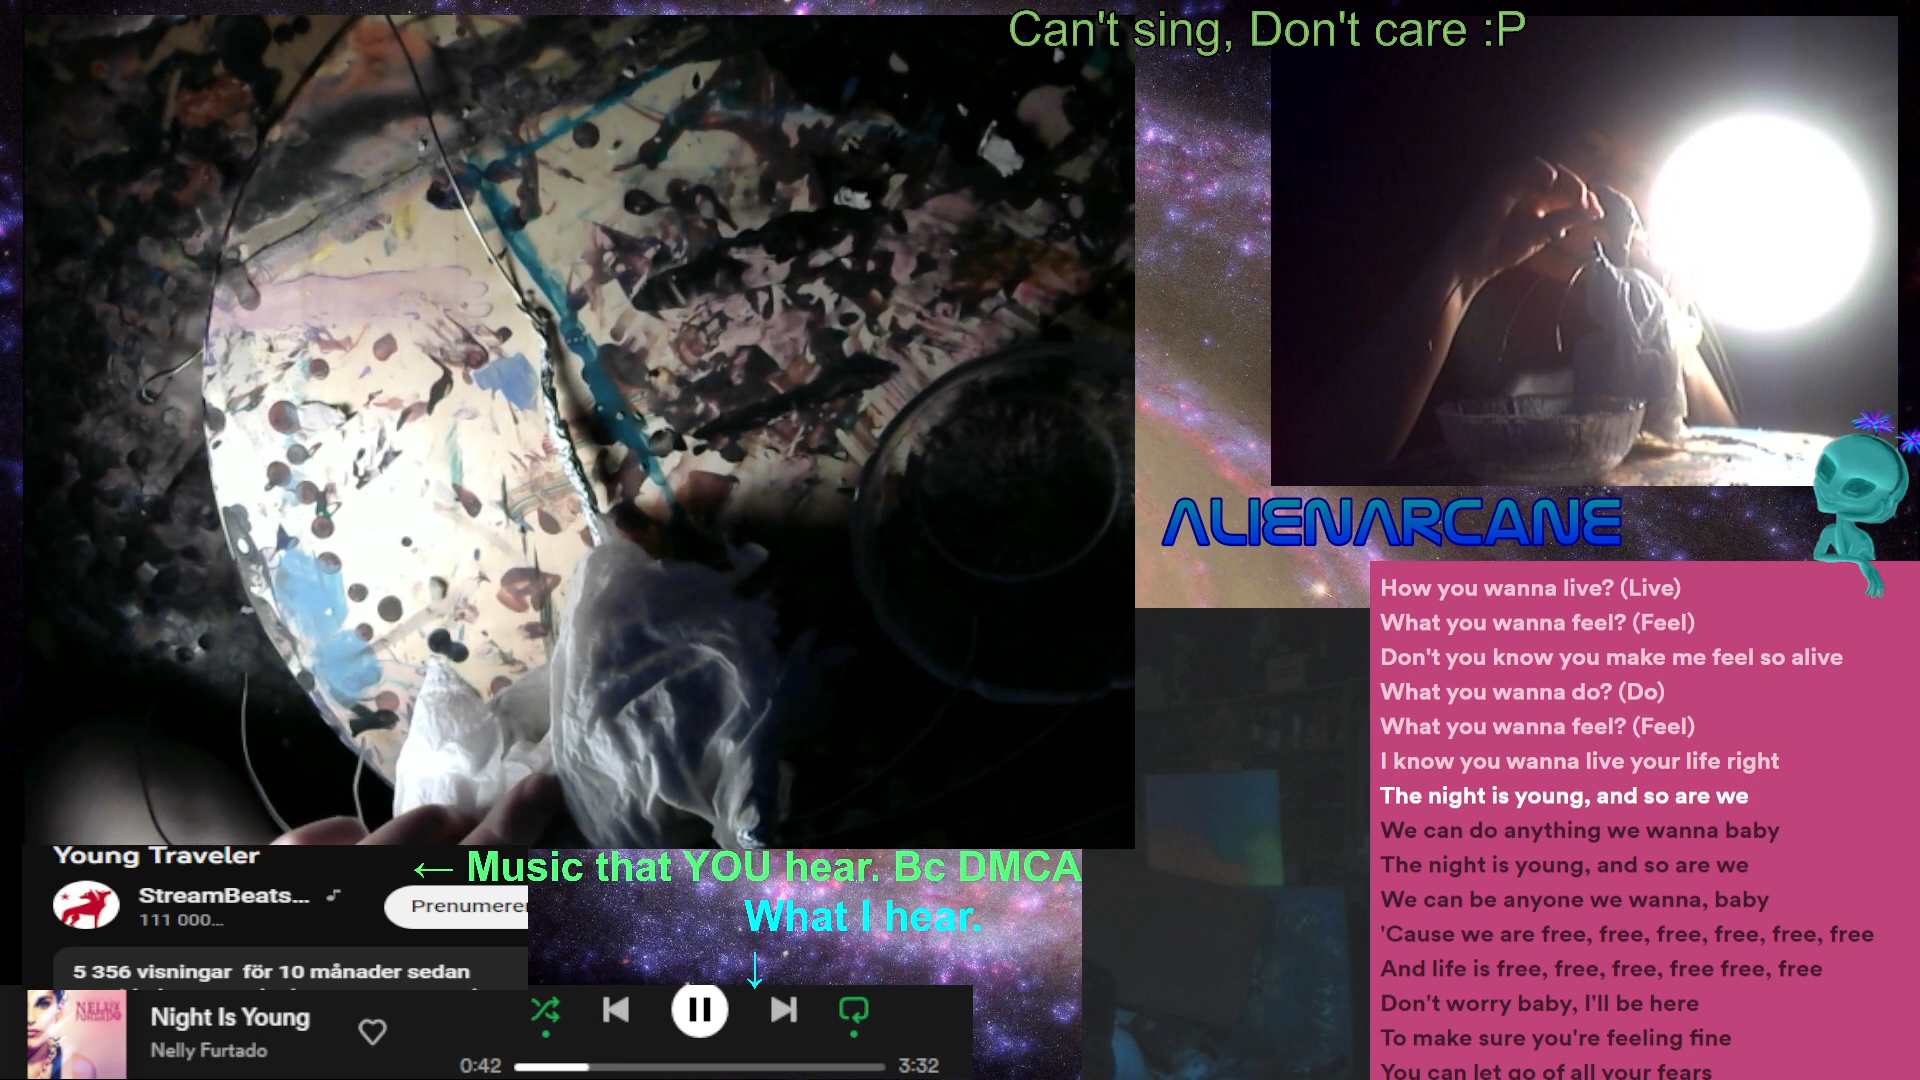 Can't sing, Don't care :P
ALIENARCANE
How you wanna live? (Live)
What you wanna feel? (Feel)
Don't you know you make me feel so alive
What you wanna do? (Do)
What you wanna feel? (Feel)
I know you wanna live your life right
The night is young, and so are we
We can do anything we wanna baby
The night is young, and so are we
We can be anyone we wanna, baby
'Cause we are free, free, free, free, free, free
And life is free, free, free, free free, free
Don't worry baby, I'll be here
To make sure you're feeling fine
You can let go of all your fears
Young Traveler
StreamBeats...
111 000...
Prenumerer
5 356 visningar för 10 månader sedan
← Music that YOU hear. Bc DMCA
What I hear.
↓
NELLY
FURTADO
Night Is Young
Nelly Furtado
0:42
3:32